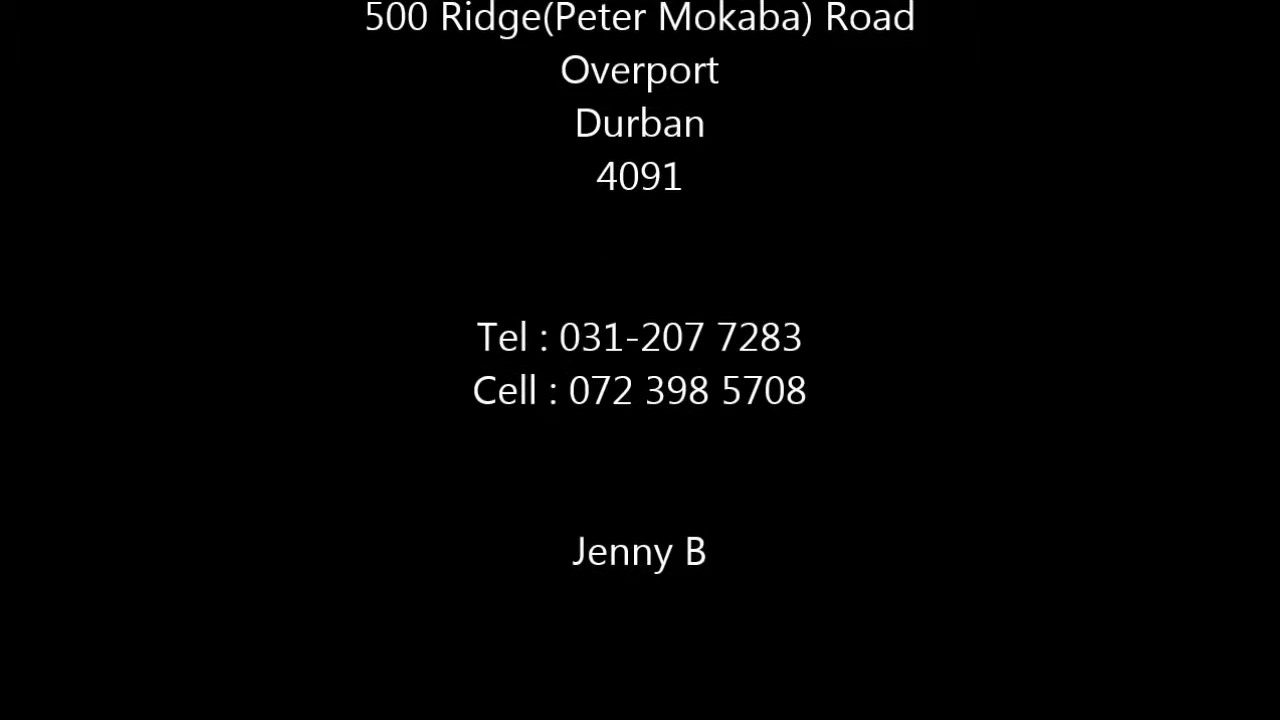 500 Ridge(Peter Mokaba) Road
Overport
Durban
4091
Tel : 031-207 7283
Cell : 072 398 5708
Jenny B